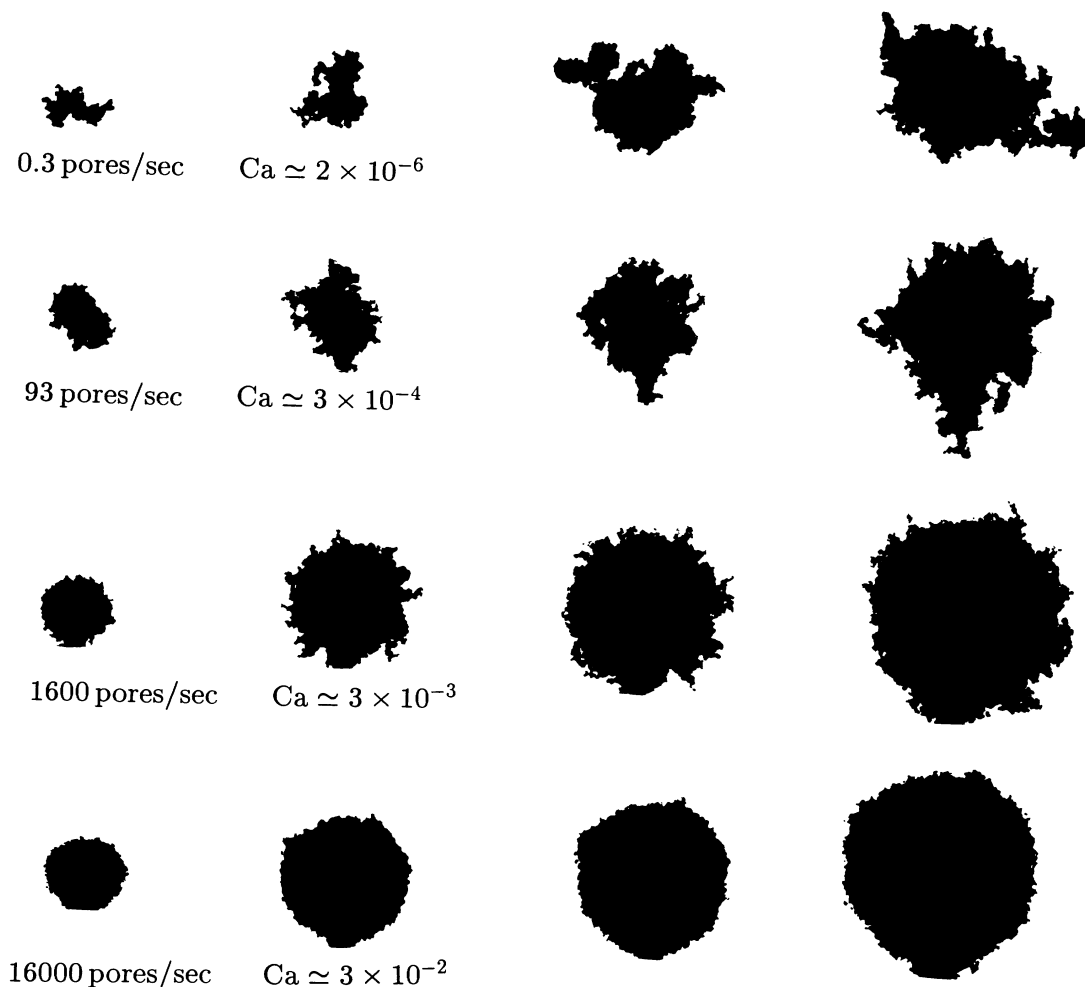 0.3 pores/sec Ca ≃ 2 × 10⁻⁶
93 pores/sec Ca ≃ 3 × 10⁻⁴
1600 pores/sec Ca ≃ 3 × 10⁻³
16000 pores/sec Ca ≃ 3 × 10⁻²